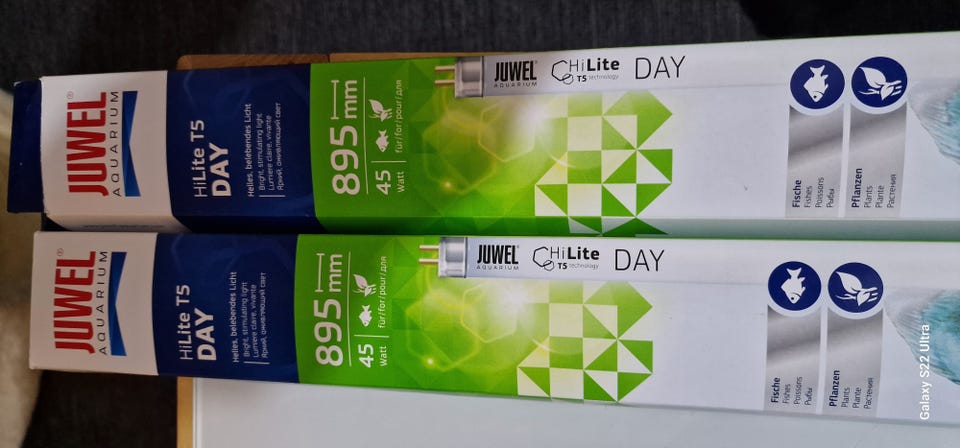 JUWEL®
AQUARIUM
HiLite T5
DAY
Helles, belebendes Licht
Bright, stimulating light
Lumière claire, vivante
Яркий, оживляющий свет
895 mm
45
Watt
für/for/pour/для
JUWEL®
AQUARIUM
HiLite
T5 technology
DAY
Fische
Fishes
Poissons
Рыбы
Pflanzen
Plants
Plante
Растения
JUWEL®
AQUARIUM
HiLite T5
DAY
Helles, belebendes Licht
Bright, stimulating light
Lumière claire, vivante
Яркий, оживляющий свет
895 mm
45
Watt
für/for/pour/для
JUWEL®
AQUARIUM
HiLite
T5 technology
DAY
Fische
Fishes
Poissons
Рыбы
Pflanzen
Plants
Plante
Растения
Galaxy S22 Ultra